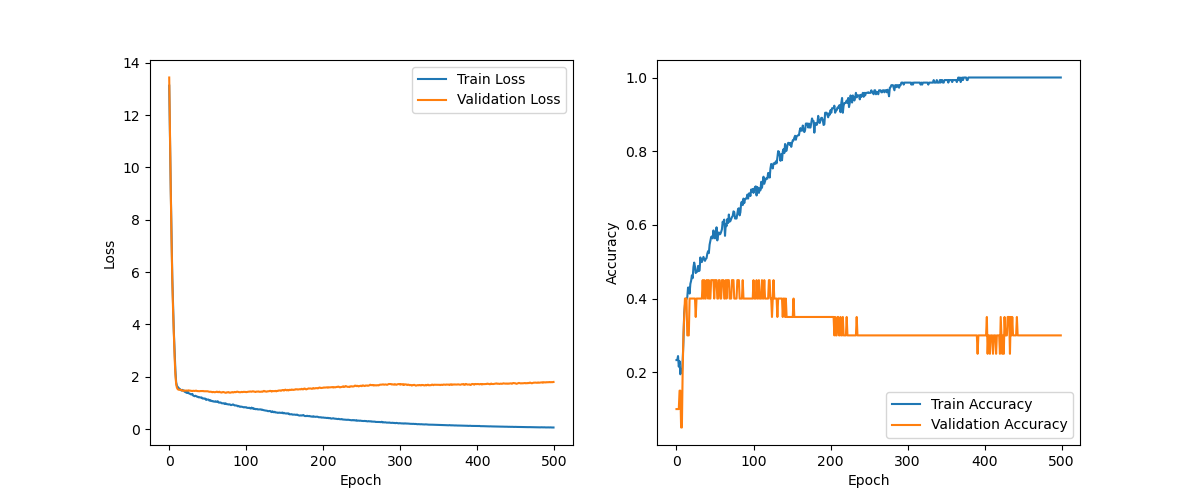 14
12
10
8
6
4
2
0
Loss
0 100 200 300 400 500
Epoch
Train Loss
Validation Loss
1.0
0.8
0.6
0.4
0.2
Accuracy
0 100 200 300 400 500
Epoch
Train Accuracy
Validation Accuracy